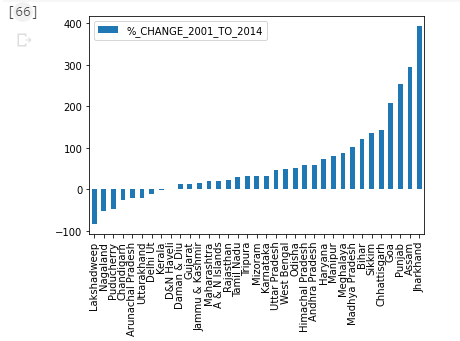 [66]
%_CHANGE_2001_TO_2014
400
300
200
100
0
−100
Lakshadweep
Nagaland
Puducherry
Chandigarh
Arunachal Pradesh
Uttarakhand
Delhi Ut
Kerala
D&N Haveli
Daman & Diu
Gujarat
Jammu & Kashmir
Maharashtra
A & N Islands
Rajasthan
Tamil Nadu
Tripura
Mizoram
Karnataka
Uttar Pradesh
West Bengal
Odisha
Himachal Pradesh
Andhra Pradesh
Haryana
Manipur
Meghalaya
Madhya Pradesh
Bihar
Sikkim
Chhattisgarh
Goa
Punjab
Assam
Jharkhand